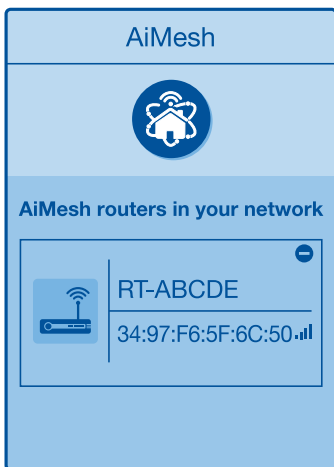 AiMesh
AiMesh routers in your network
RT-ABCDE
34:97:F6:5F:6C:50